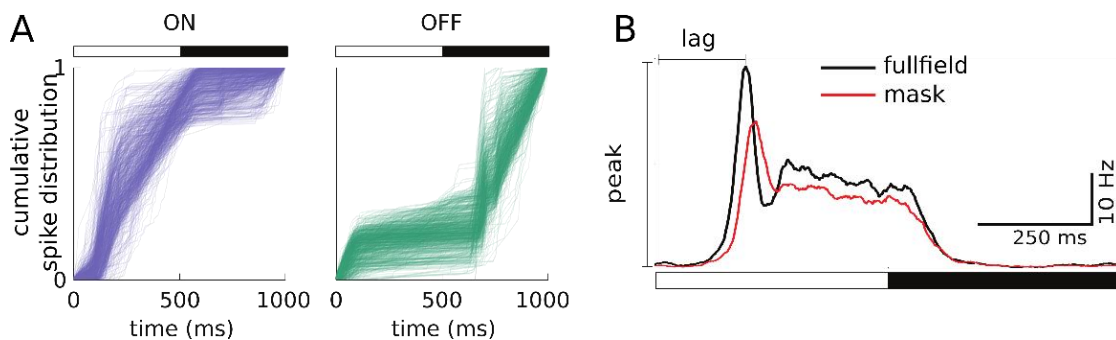 A
ON
OFF
cumulative
spike distribution
1
0
0
500
1000
time (ms)
0
500
1000
time (ms)
B
lag
fullfield
mask
peak
10 Hz
250 ms